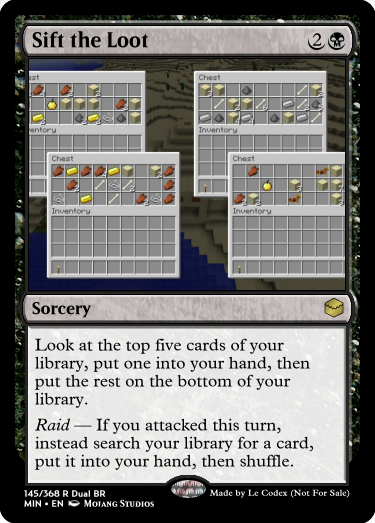 Sift the Loot 2
Chest
Chest
Inventory
Inventory
Chest
Chest
Inventory
Inventory
Sorcery
Look at the top five cards of your
library, put one into your hand, then
put the rest on the bottom of your
library.
Raid — If you attacked this turn,
instead search your library for a card,
put it into your hand, then shuffle.
145/368 R Dual BR
MIN • EN Mojang Studios
Made by Le Codex (Not For Sale)